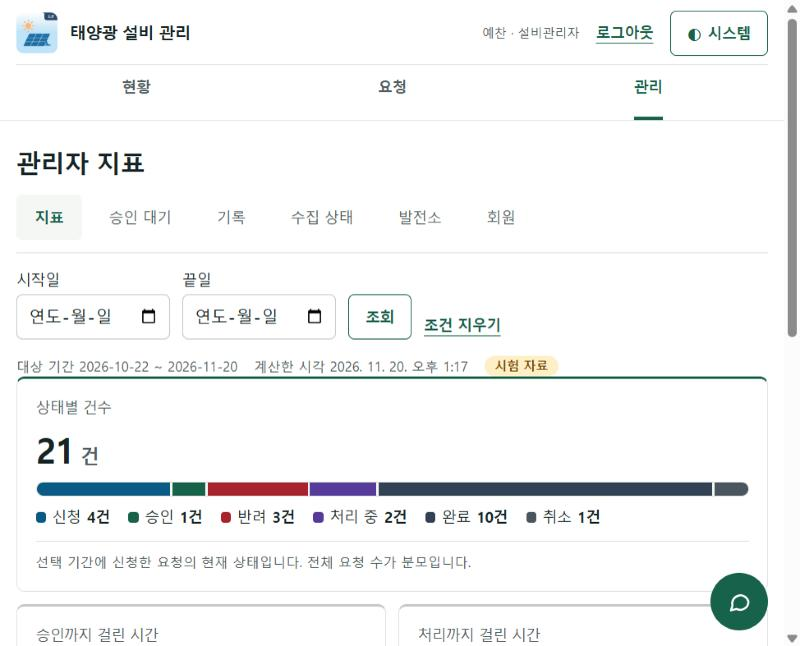 태양광 설비 관리
예찬 · 설비관리자 로그아웃 시스템
현황 요청 관리
관리자 지표
지표 승인 대기 기록 수집 상태 발전소 회원
시작일 끝일
연도-월-일 연도-월-일 조회 조건 지우기
대상 기간 2026-10-22 ~ 2026-11-20 계산한 시각 2026. 11. 20. 오후 1:17 시험 자료
상태별 건수
21 건
신청 4건 승인 1건 반려 3건 처리 중 2건 완료 10건 취소 1건
선택 기간에 신청한 요청의 현재 상태입니다. 전체 요청 수가 분모입니다.
승인까지 걸린 시간 처리까지 걸린 시간